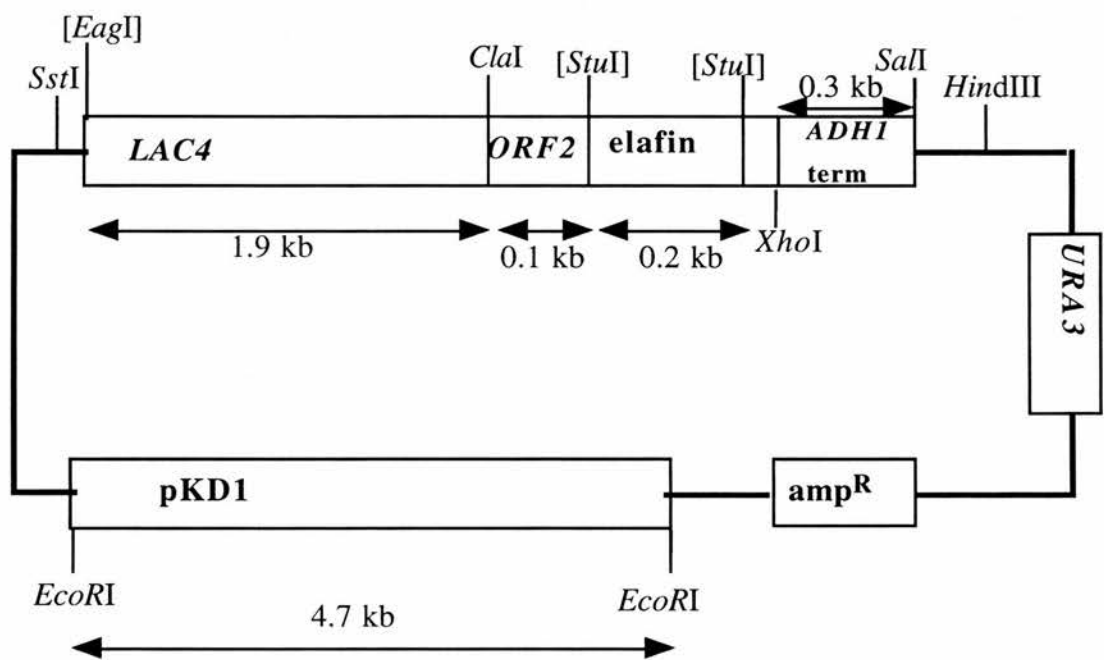 [EagI]
SstI
ClaI
[StuI]
[StuI]
SalI
HindIII
0.3 kb
LAC4
ORF2
elafin
ADH1
term
1.9 kb
0.1 kb
0.2 kb
XhoI
URA3
pKD1
ampR
EcoRI
EcoRI
4.7 kb